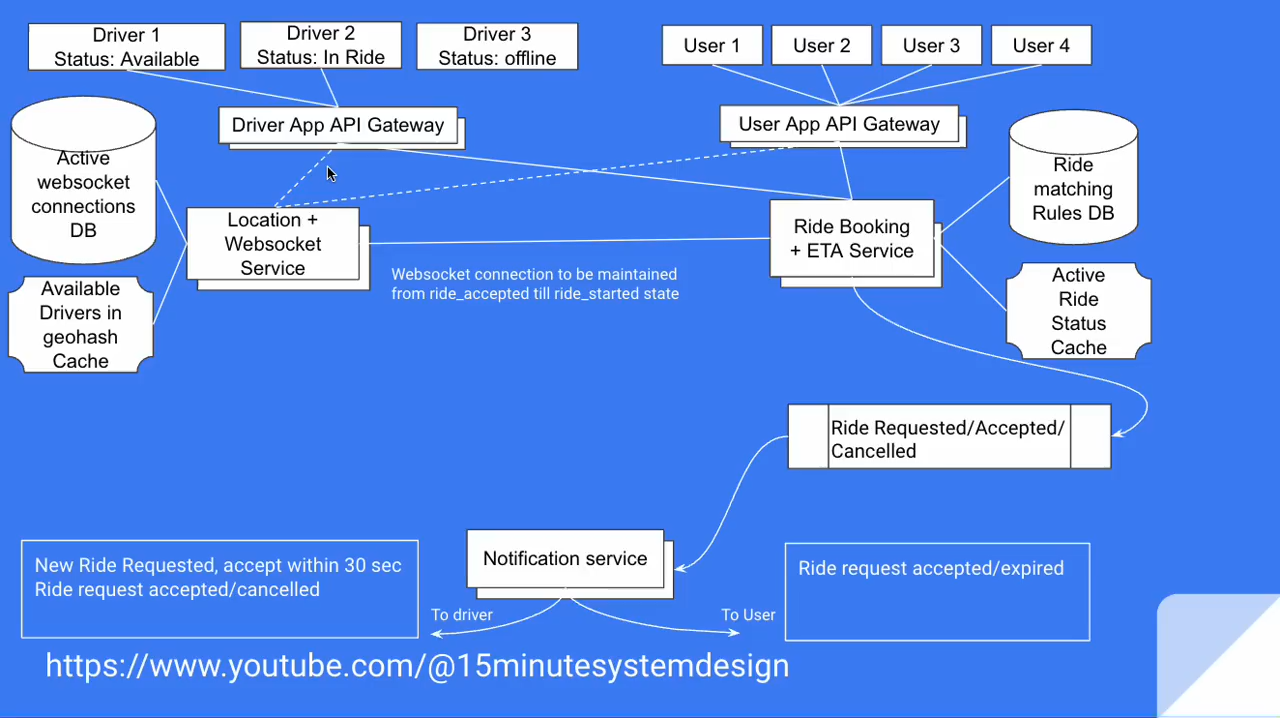 Driver 1
Status: Available
Driver 2
Status: In Ride
Driver 3
Status: offline
User 1
User 2
User 3
User 4
Driver App API Gateway
User App API Gateway
Active
websocket
connections
DB
Location +
Websocket
Service
Ride Booking
+ ETA Service
Ride
matching
Rules DB
Websocket connection to be maintained
from ride_accepted till ride_started state
Available
Drivers in
geohash
Cache
Active
Ride
Status
Cache
Ride Requested/Accepted/
Cancelled
Notification service
New Ride Requested, accept within 30 sec
Ride request accepted/cancelled
To driver
To User
Ride request accepted/expired
https://www.youtube.com/@15minutesystemdesign